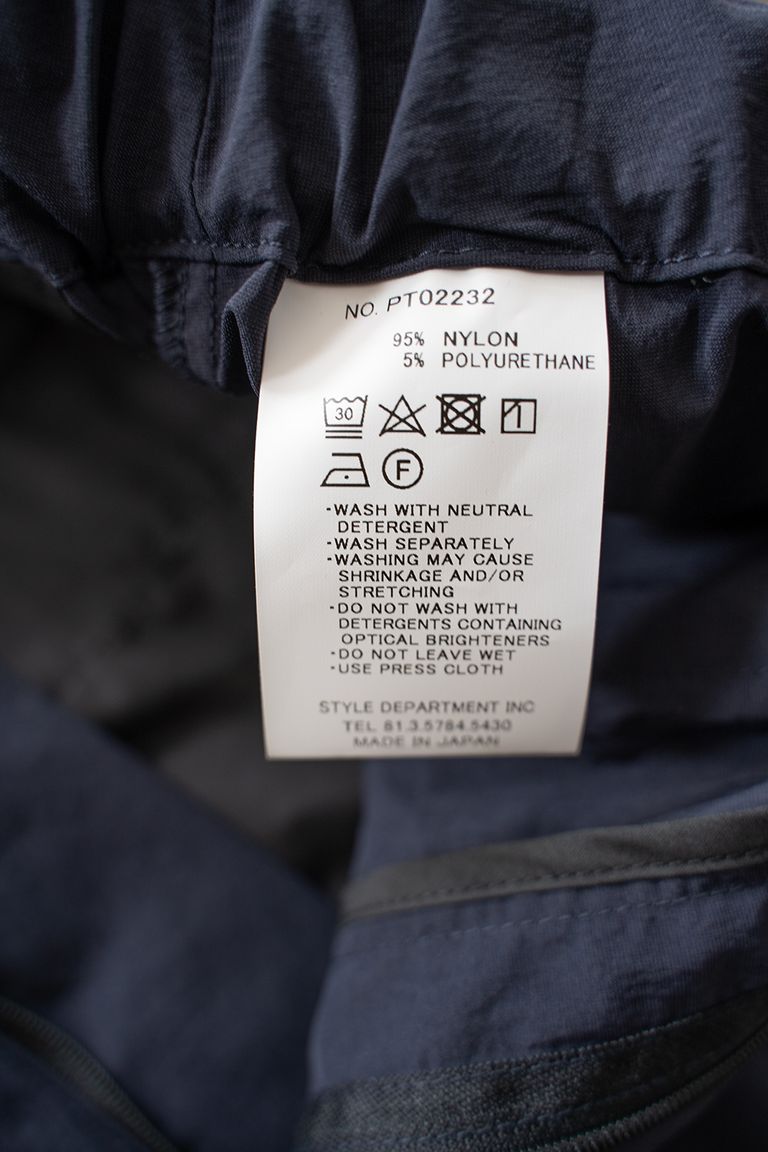 NO. PT02232
95% NYLON
5% POLYURETHANE
30
F
-WASH WITH NEUTRAL
DETERGENT
-WASH SEPARATELY
-WASHING MAY CAUSE
SHRINKAGE AND/OR
STRETCHING
-DO NOT WASH WITH
DETERGENTS CONTAINING
OPTICAL BRIGHTENERS
-DO NOT LEAVE WET
-USE PRESS CLOTH
STYLE DEPARTMENT INC
TEL 81.3.5784.5430
MADE IN JAPAN